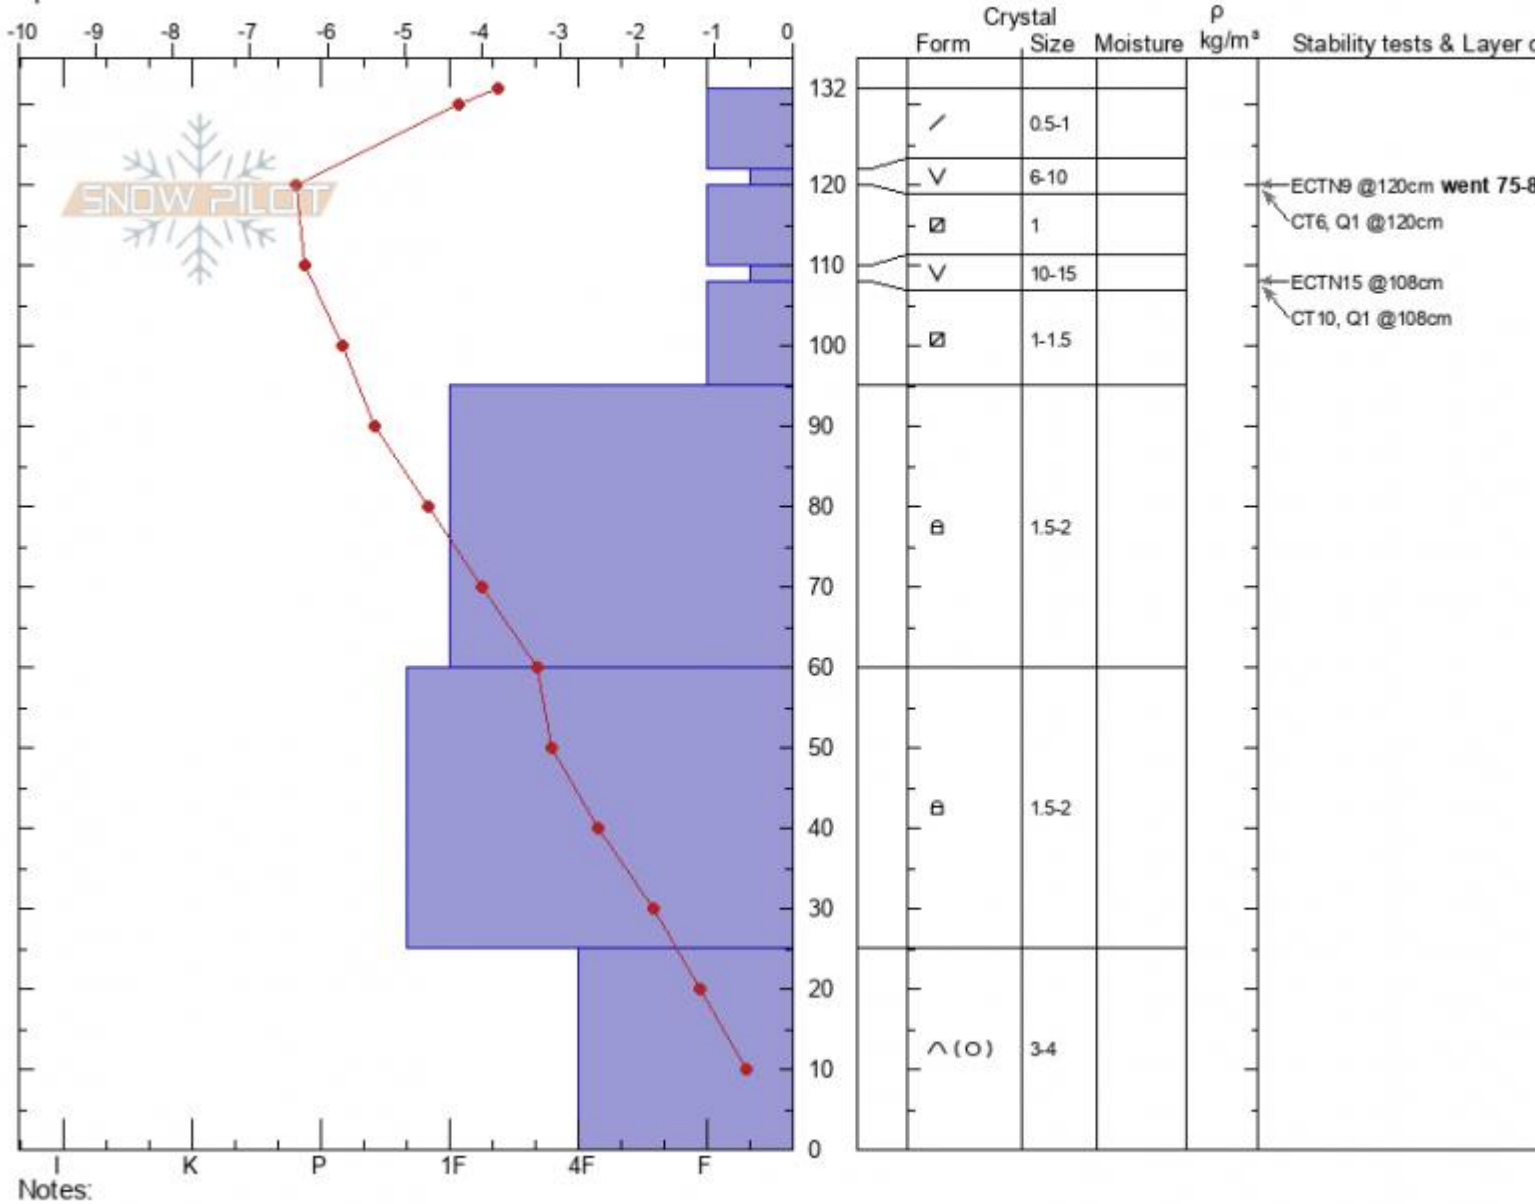 Crystal
ρ
-10 -9 -8 -7 -6 -5 -4 -3 -2 -1 0
Form Size Moisture kg/m³ Stability tests & Layer c
132
0.5-1
SNOW PILOT
6-10
120
ECTN9 @120cm went 75-8
1
CT6, Q1 @120cm
110
10-15
ECTN15 @108cm
CT10, Q1 @108cm
100
1-1.5
90
80
1.5-2
70
60
50
40
1.5-2
30
20
(O) 3-4
10
0
I K P 1F 4F F
Notes: